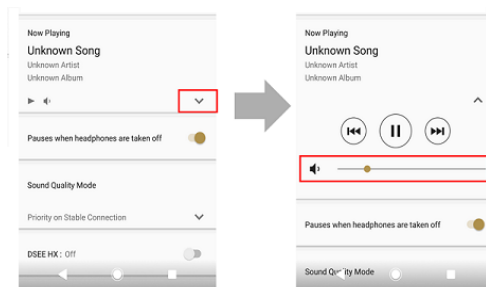 Now Playing
Unknown Song
Unknown Artist
Unknown Album
Pauses when headphones are taken off
Sound Quality Mode
Priority on Stable Connection
DSEE HX : Off
Now Playing
Unknown Song
Unknown Artist
Unknown Album
Pauses when headphones are taken off
Sound Quality Mode